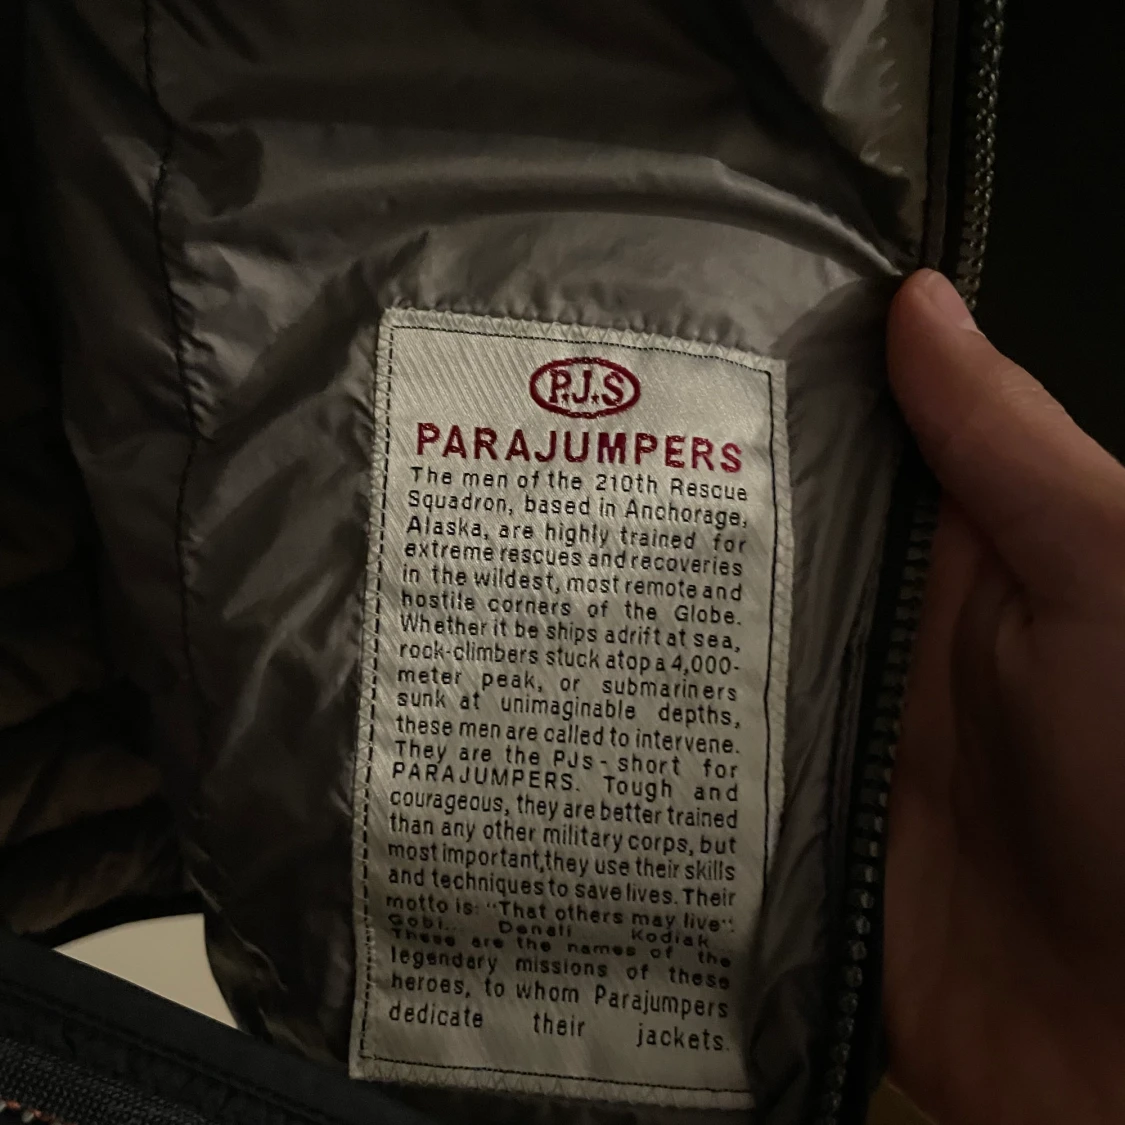 P.J.S
PARAJUMPERS
The men of the 210th Rescue
Squadron, based in Anchorage,
Alaska, are highly trained for
extreme rescues and recoveries
in the wildest, most remote and
hostile corners of the Globe.
Whether it be ships adrift at sea,
rock-climbers stuck atop a 4,000-
meter peak, or submariners
sunk at unimaginable depths,
these men are called to intervene.
They are the PJs - short for
PARAJUMPERS. Tough and
courageous, they are better trained
than any other military corps, but
most important,they use their skills
and techniques to save lives. Their
motto is: "That others may live".
Gobi... Denali Kodiak...
These are the names of the
legendary missions of these
heroes, to whom Parajumpers
dedicate their jackets.